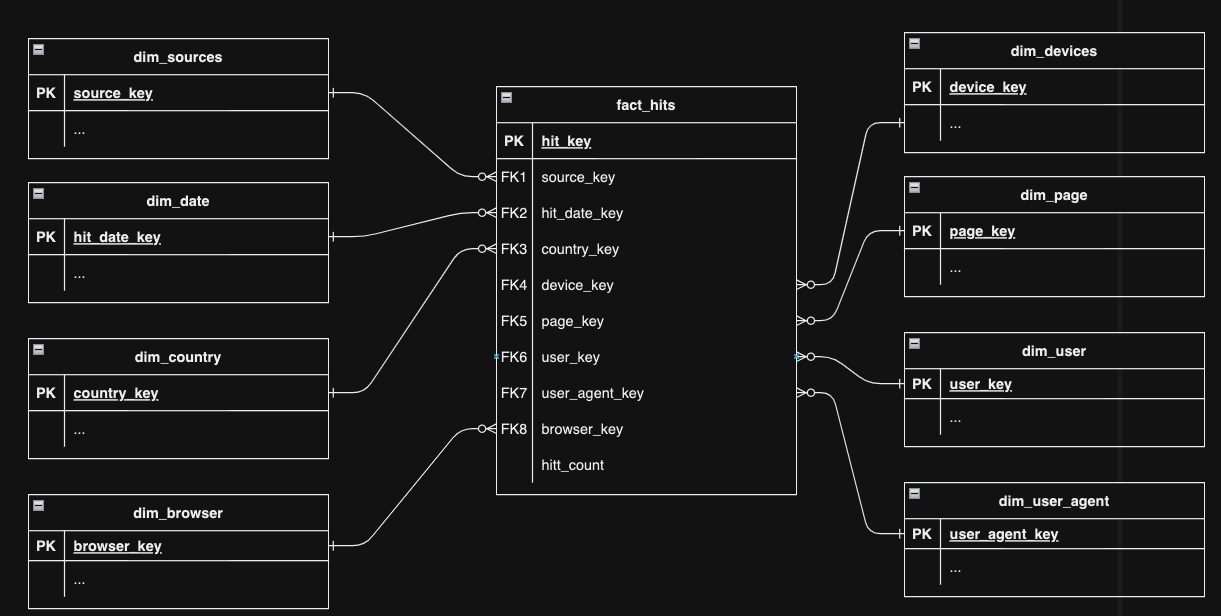 dim_sources
PK source_key
...
dim_date
PK hit_date_key
...
dim_country
PK country_key
...
dim_browser
PK browser_key
...
fact_hits
PK hit_key
FK1 source_key
FK2 hit_date_key
FK3 country_key
FK4 device_key
FK5 page_key
FK6 user_key
FK7 user_agent_key
FK8 browser_key
hitt_count
dim_devices
PK device_key
...
dim_page
PK page_key
...
dim_user
PK user_key
...
dim_user_agent
PK user_agent_key
...